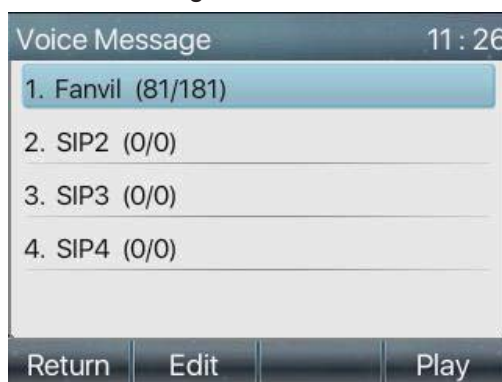 Voice Message 11 : 26
1. Fanvil (81/181)
2. SIP2 (0/0)
3. SIP3 (0/0)
4. SIP4 (0/0)
Return Edit Play